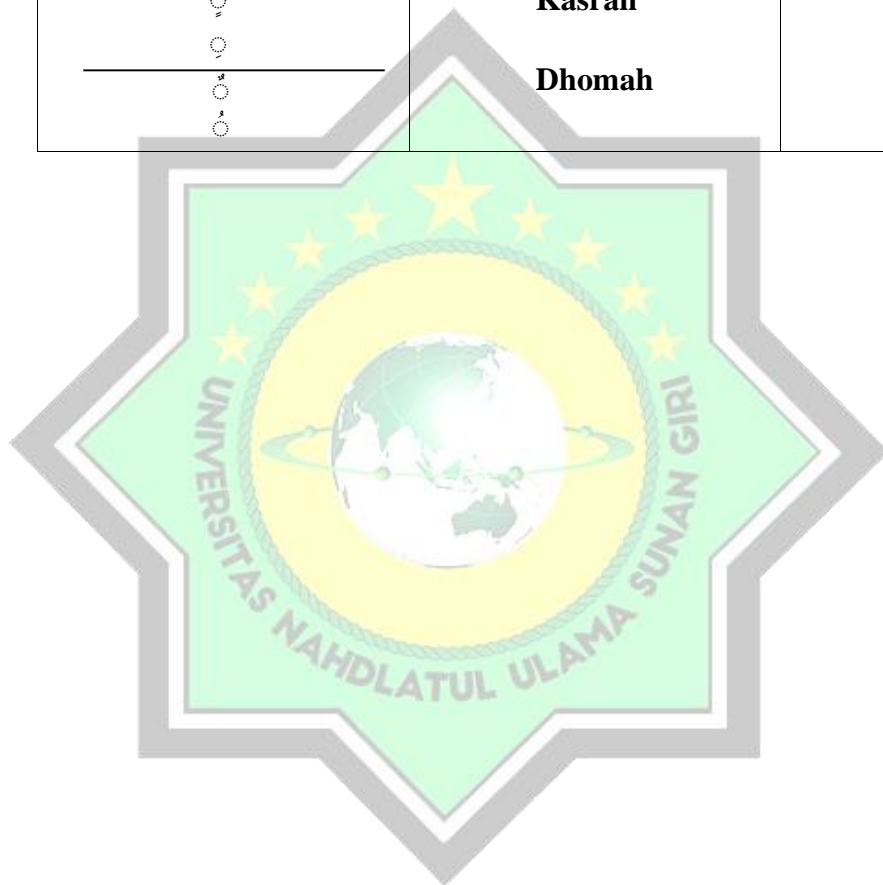 ◌ٍ
Kasrah
◌ِ
◌ٌ
Dhomah
◌ُ
UNIVERSITAS NAHDLATUL ULAMA SUNAN GIRI